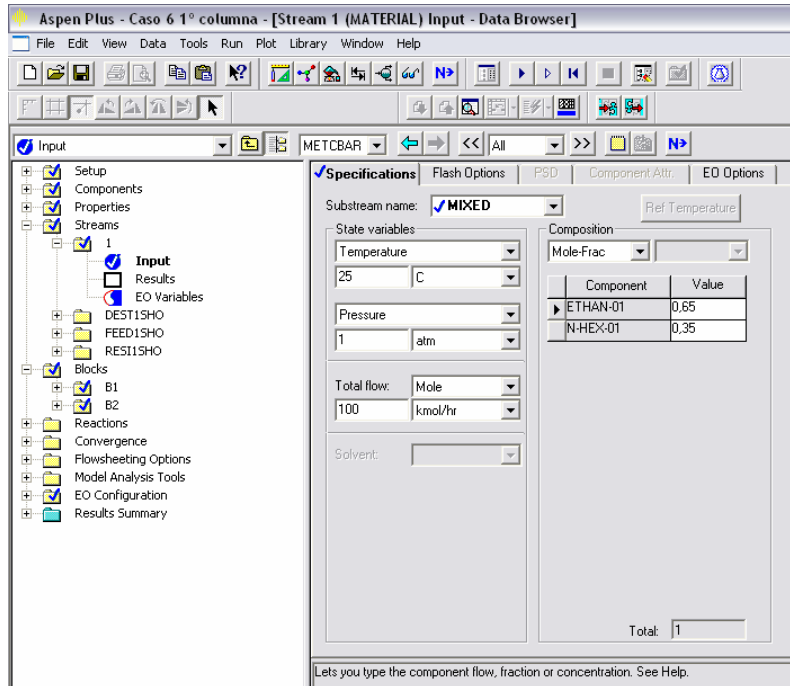 Aspen Plus - Caso 6 1° columna - [Stream 1 (MATERIAL) Input - Data Browser]
File Edit View Data Tools Run Plot Library Window Help
N>
Input METCBAR << All >> N>
Setup
Components
Properties
Streams
1
Input
Results
EO Variables
DEST1SHO
FEED1SHO
RESI1SHO
Blocks
B1
B2
Reactions
Convergence
Flowsheeting Options
Model Analysis Tools
EO Configuration
Results Summary
Specifications Flash Options PSD Component Attr. EO Options
Substream name: MIXED Ref Temperature
State variables
Temperature
25 C
Pressure
1 atm
Total flow: Mole
100 kmol/hr
Solvent:
Composition
Mole-Frac
Component Value
ETHAN-01 0,65
N-HEX-01 0,35
Total: 1
Lets you type the component flow, fraction or concentration. See Help.